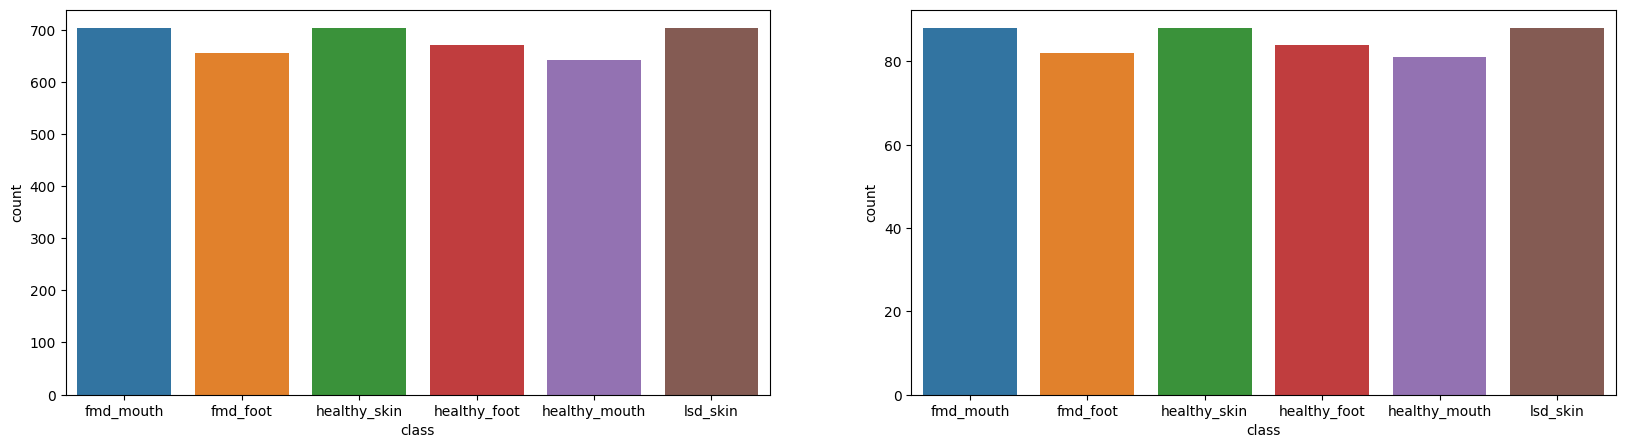 700
600
500
400
300
200
100
0
count
fmd_mouth fmd_foot healthy_skin healthy_foot healthy_mouth lsd_skin
class
80
60
40
20
0
count
fmd_mouth fmd_foot healthy_skin healthy_foot healthy_mouth lsd_skin
class